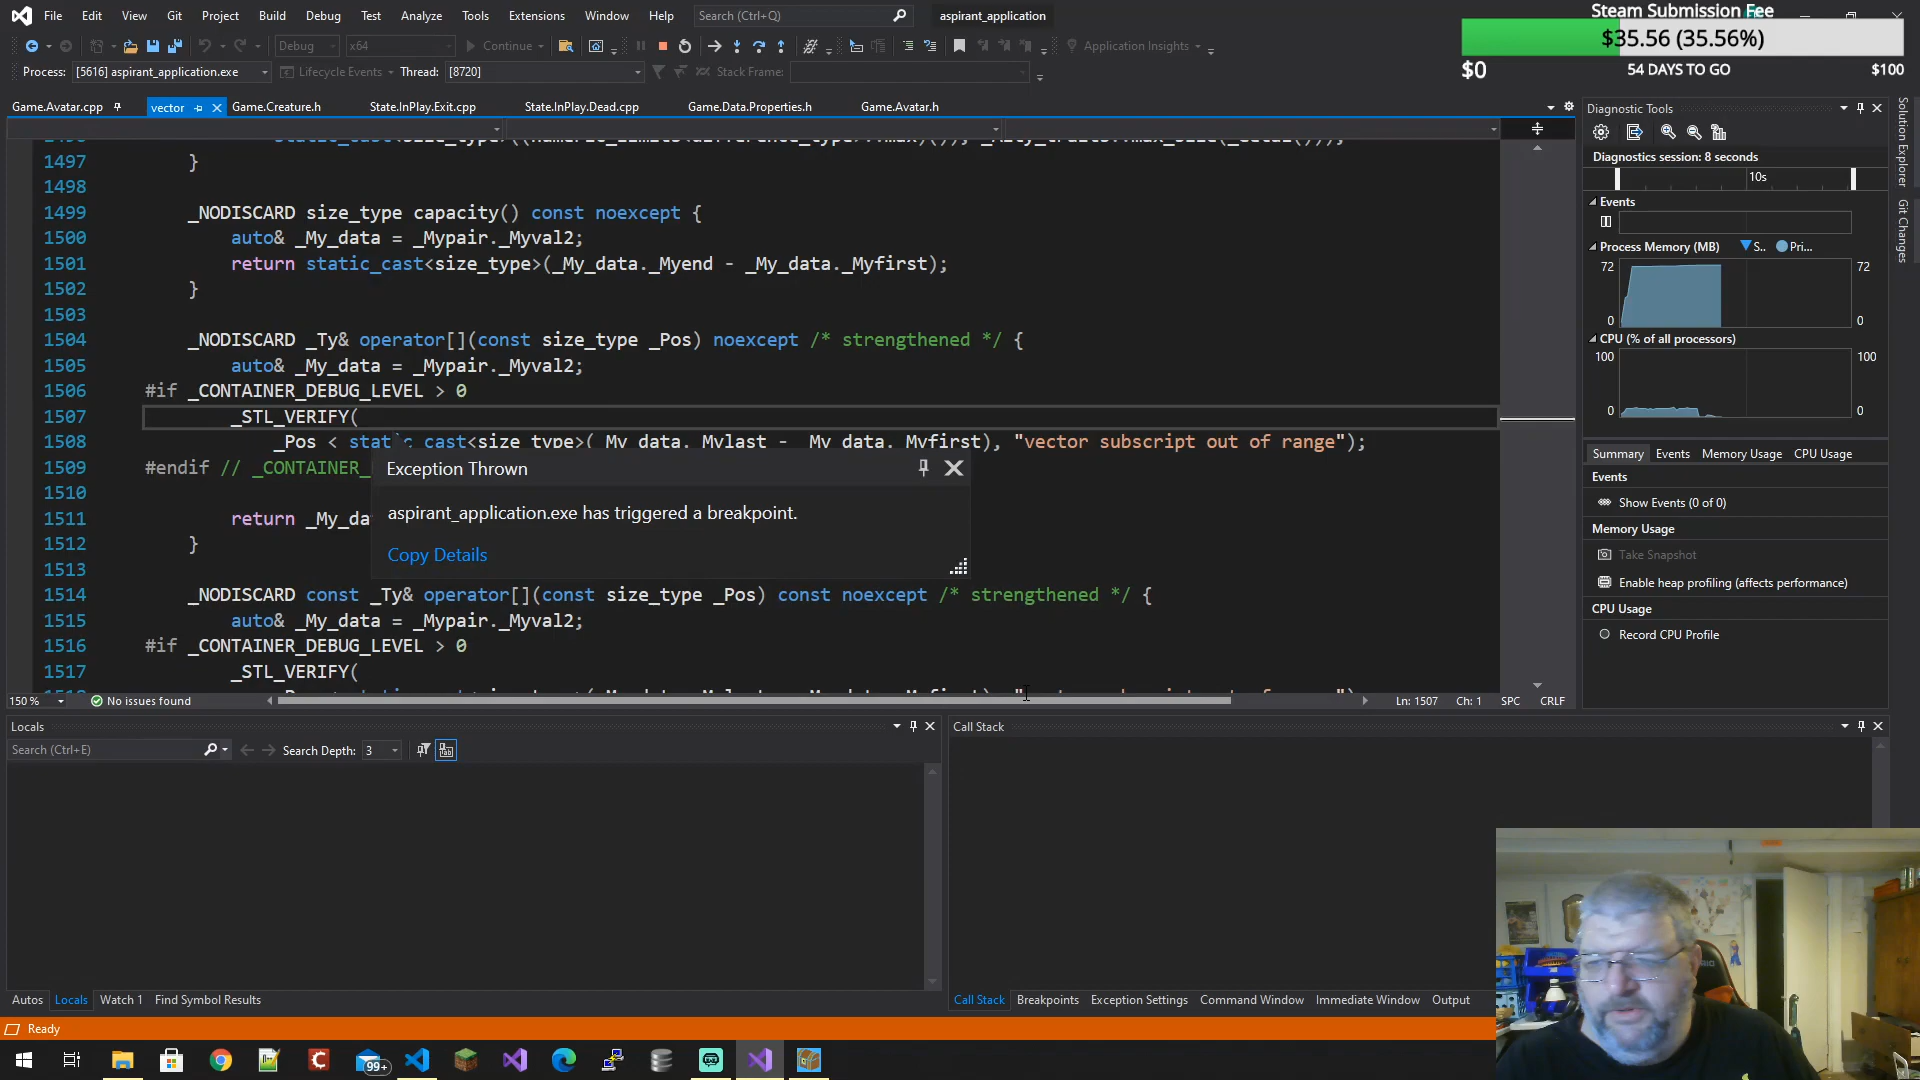 File Edit View Git Project Build Debug Test Analyze Tools Extensions Window Help Search (Ctrl+Q) aspirant_application
Steam Submission Fee
$35.56 (35.56%)
$0 54 DAYS TO GO $100
Debug x64 Continue Application Insights
Process: [5616] aspirant_application.exe Lifecycle Events Thread: [8720] Stack Frame:
Game.Avatar.cpp vector Game.Creature.h State.InPlay.Exit.cpp State.InPlay.Dead.cpp Game.Data.Properties.h Game.Avatar.h
1497 }
1498
1499 _NODISCARD size_type capacity() const noexcept {
1500 auto& _My_data = _Mypair._Myval2;
1501 return static_cast<size_type>(_My_data._Myend - _My_data._Myfirst);
1502 }
1503
1504 _NODISCARD _Ty& operator[](const size_type _Pos) noexcept /* strengthened */ {
1505 auto& _My_data = _Mypair._Myval2;
1506 #if _CONTAINER_DEBUG_LEVEL > 0
1507 _STL_VERIFY(
1508 _Pos < static_cast<size_type>(_My_data._Mylast - _My_data._Myfirst), "vector subscript out of range");
1509 #endif // _CONTAINER_
1510
1511 return _My_da
1512 }
1513
1514 _NODISCARD const _Ty& operator[](const size_type _Pos) const noexcept /* strengthened */ {
1515 auto& _My_data = _Mypair._Myval2;
1516 #if _CONTAINER_DEBUG_LEVEL > 0
1517 _STL_VERIFY(
Exception Thrown
aspirant_application.exe has triggered a breakpoint.
Copy Details
150 % No issues found Ln: 1507 Ch: 1 SPC CRLF
Diagnostic Tools
Diagnostics session: 8 seconds
10s
Events
Process Memory (MB) S.. Pri...
72 72
0 0
CPU (% of all processors)
100 100
0 0
Summary Events Memory Usage CPU Usage
Events
Show Events (0 of 0)
Memory Usage
Take Snapshot
Enable heap profiling (affects performance)
CPU Usage
Record CPU Profile
Solution Explorer
Git Changes
Locals
Search (Ctrl+E) Search Depth: 3
Call Stack
Autos Locals Watch 1 Find Symbol Results
Call Stack Breakpoints Exception Settings Command Window Immediate Window Output
Ready
99+